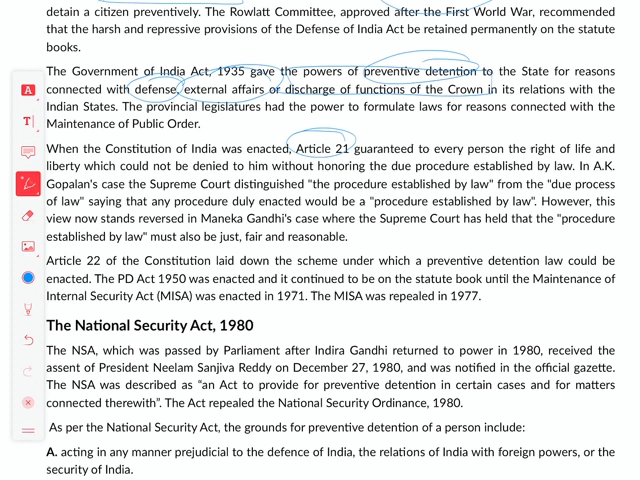 detain a citizen preventively. The Rowlatt Committee, approved after the First World War, recommended
that the harsh and repressive provisions of the Defense of India Act be retained permanently on the statute
books.
The Government of India Act, 1935 gave the powers of preventive detention to the State for reasons
connected with defense, external affairs or discharge of functions of the Crown in its relations with the
Indian States. The provincial legislatures had the power to formulate laws for reasons connected with the
Maintenance of Public Order.
When the Constitution of India was enacted, Article 21 guaranteed to every person the right of life and
liberty which could not be denied to him without honoring the due procedure established by law. In A.K.
Gopalan's case the Supreme Court distinguished "the procedure established by law" from the "due process
of law" saying that any procedure duly enacted would be a "procedure established by law". However, this
view now stands reversed in Maneka Gandhi's case where the Supreme Court has held that the "procedure
established by law" must also be just, fair and reasonable.
Article 22 of the Constitution laid down the scheme under which a preventive detention law could be
enacted. The PD Act 1950 was enacted and it continued to be on the statute book until the Maintenance of
Internal Security Act (MISA) was enacted in 1971. The MISA was repealed in 1977.
The National Security Act, 1980
The NSA, which was passed by Parliament after Indira Gandhi returned to power in 1980, received the
assent of President Neelam Sanjiva Reddy on December 27, 1980, and was notified in the official gazette.
The NSA was described as “an Act to provide for preventive detention in certain cases and for matters
connected therewith”. The Act repealed the National Security Ordinance, 1980.
As per the National Security Act, the grounds for preventive detention of a person include:
A. acting in any manner prejudicial to the defence of India, the relations of India with foreign powers, or the
security of India.
A
T